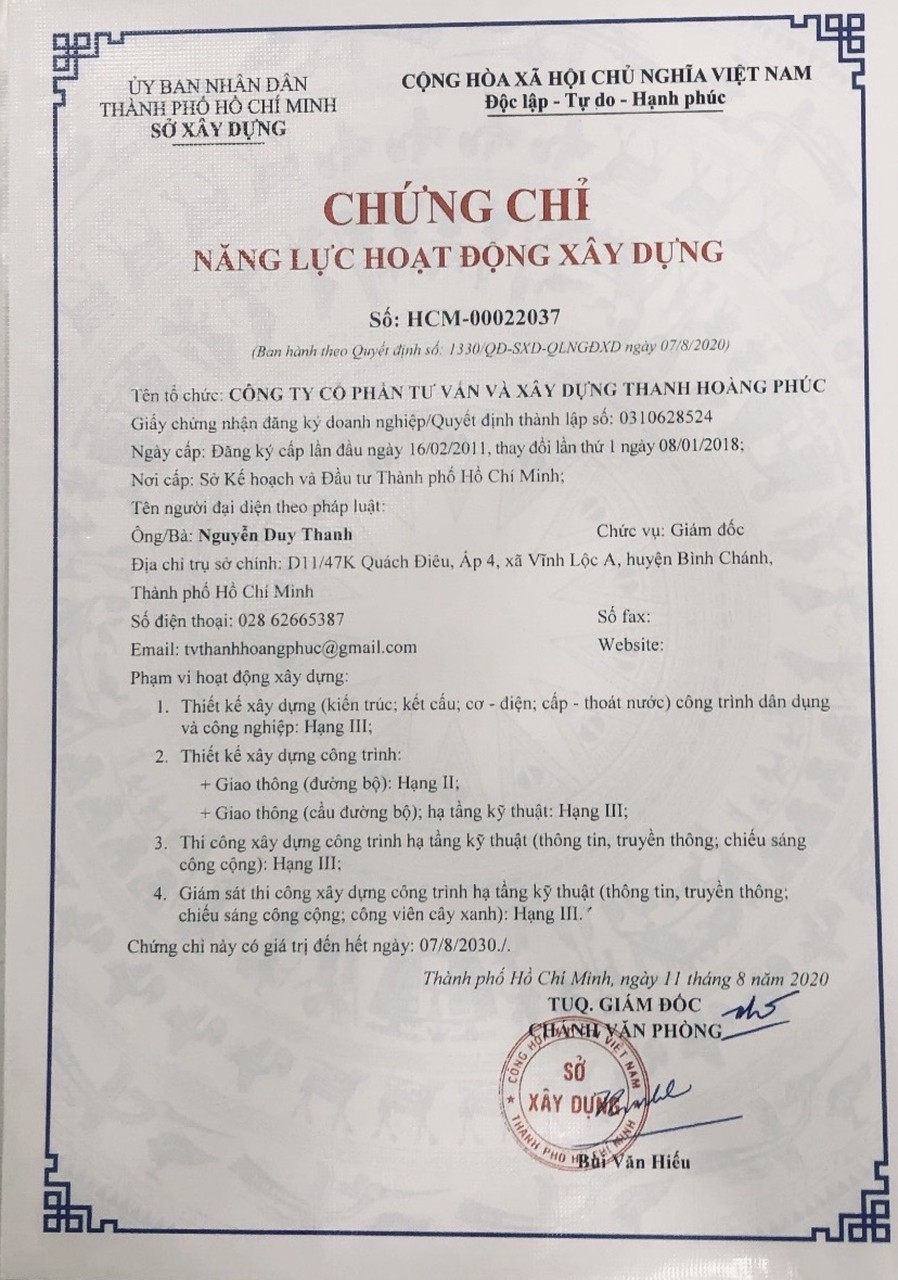 ỦY BAN NHÂN DÂN
THÀNH PHỐ HỒ CHÍ MINH
SỞ XÂY DỰNG
CỘNG HÒA XÃ HỘI CHỦ NGHĨA VIỆT NAM
Độc lập - Tự do - Hạnh phúc
CHỨNG CHỈ
NĂNG LỰC HOẠT ĐỘNG XÂY DỰNG
Số: HCM-00022037
(Ban hành theo Quyết định số: 1330/QĐ-SXD-QLNGĐXD ngày 07/8/2020)
Tên tổ chức: CÔNG TY CỔ PHẦN TƯ VẤN VÀ XÂY DỰNG THANH HOÀNG PHÚC
Giấy chứng nhận đăng ký doanh nghiệp/Quyết định thành lập số: 0310628524
Ngày cấp: Đăng ký cấp lần đầu ngày 16/02/2011, thay đổi lần thứ 1 ngày 08/01/2018;
Nơi cấp: Sở Kế hoạch và Đầu tư Thành phố Hồ Chí Minh;
Tên người đại diện theo pháp luật:
Ông/Bà: Nguyễn Duy Thanh Chức vụ: Giám đốc
Địa chỉ trụ sở chính: D11/47K Quách Điêu, Ấp 4, xã Vĩnh Lộc A, huyện Bình Chánh,
Thành phố Hồ Chí Minh
Số điện thoại: 028 62665387 Số fax:
Email: tvthanhhoangphuc@gmail.com Website:
Phạm vi hoạt động xây dựng:
1. Thiết kế xây dựng (kiến trúc; kết cấu; cơ - điện; cấp - thoát nước) công trình dân dụng
và công nghiệp: Hạng III;
2. Thiết kế xây dựng công trình:
+ Giao thông (đường bộ): Hạng II;
+ Giao thông (cầu đường bộ); hạ tầng kỹ thuật: Hạng III;
3. Thi công xây dựng công trình hạ tầng kỹ thuật (thông tin, truyền thông; chiếu sáng
công cộng): Hạng III;
4. Giám sát thi công xây dựng công trình hạ tầng kỹ thuật (thông tin, truyền thông;
chiếu sáng công cộng; công viên cây xanh): Hạng III.
Chứng chỉ này có giá trị đến hết ngày: 07/8/2030./.
Thành phố Hồ Chí Minh, ngày 11 tháng 8 năm 2020
TUQ. GIÁM ĐỐC
CHÁNH VĂN PHÒNG
SỞ
XÂY DỰNG
Bùi Văn Hiếu